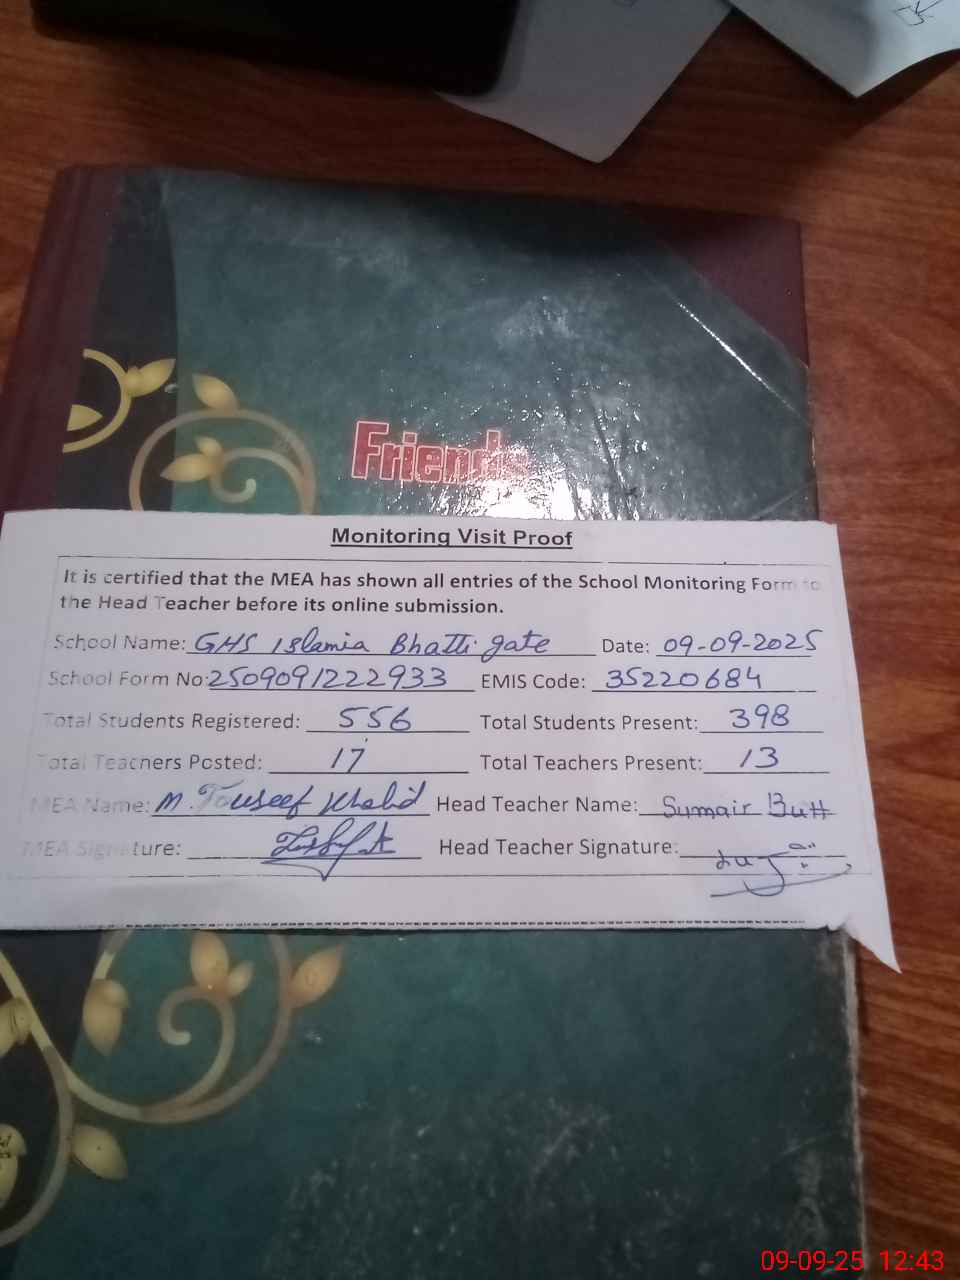 Friends
Monitoring Visit Proof
It is certified that the MEA has shown all entries of the School Monitoring Form to
the Head Teacher before its online submission.
School Name: GHS Islamia Bhatti gate Date: 09-09-2025
School Form No: 2509091222933 EMIS Code: 35220684
Total Students Registered: 556 Total Students Present: 398
Total Teachers Posted: 17 Total Teachers Present: 13
MEA Name: M. Touseef Khalid Head Teacher Name: Sumair Butt
MEA Signature: Head Teacher Signature:
09-09-25 12:43